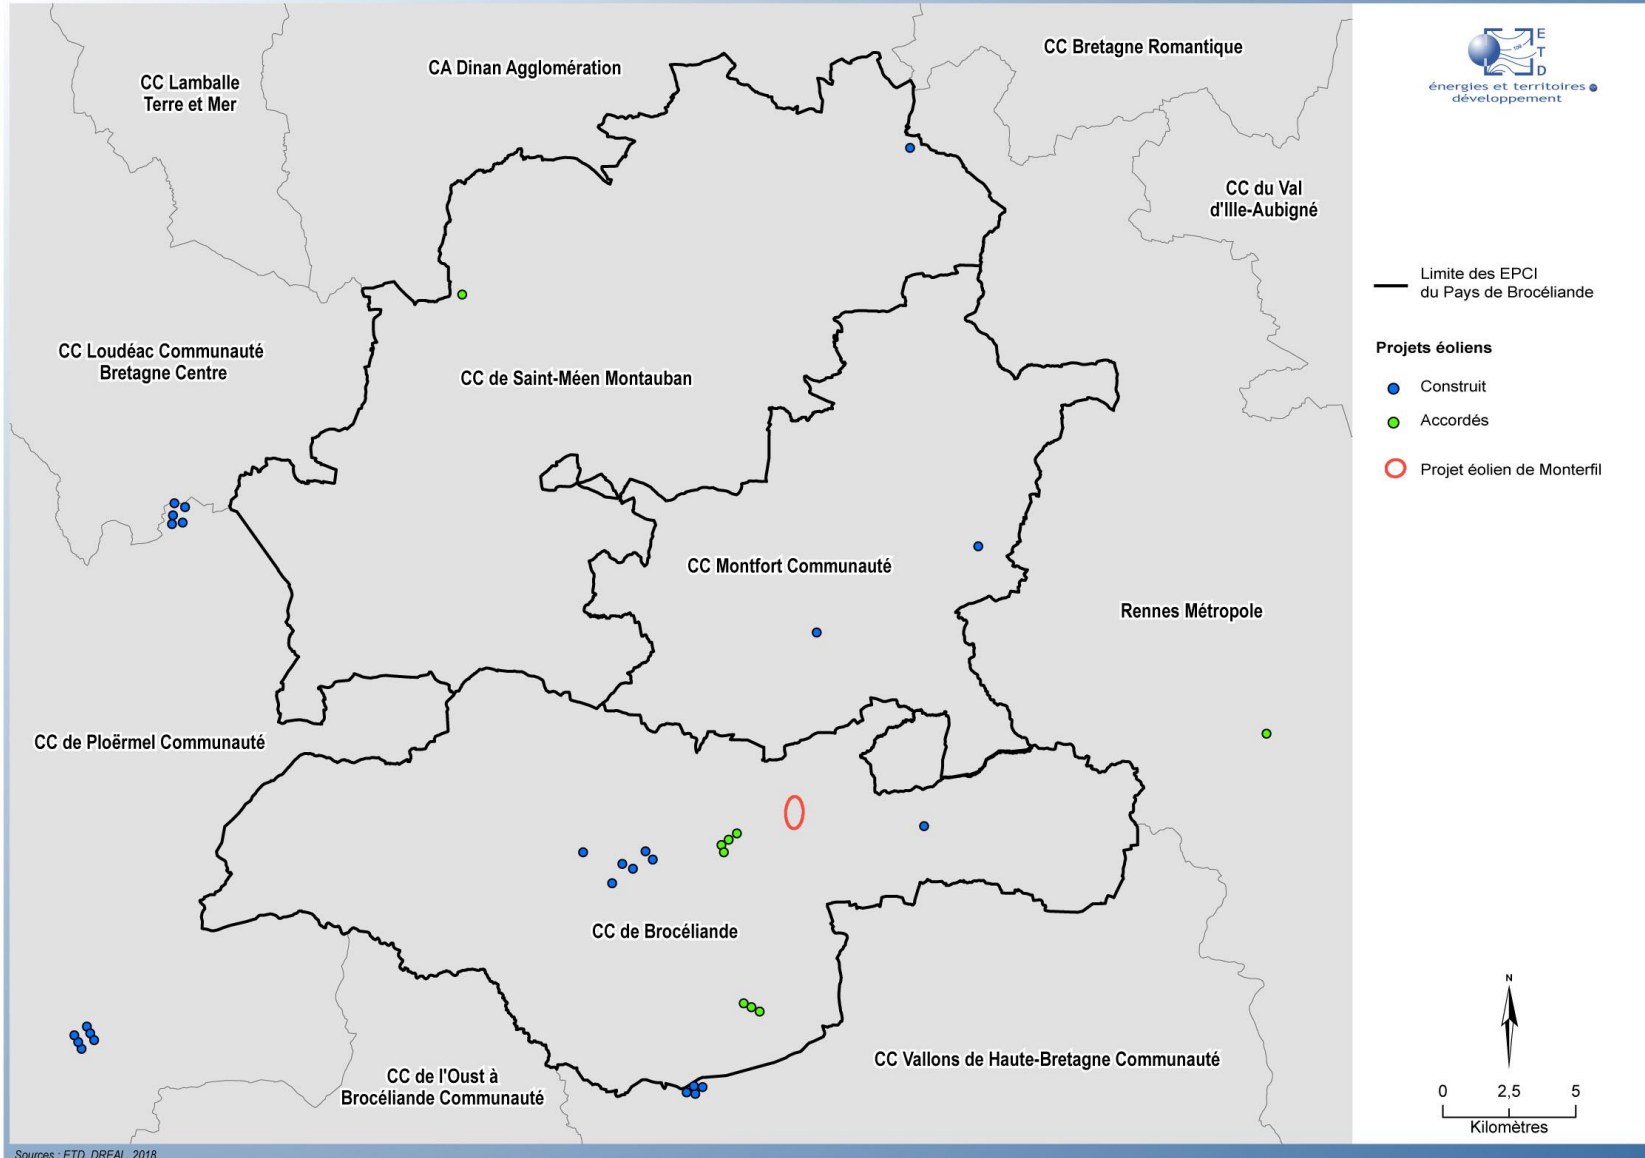 CC Lamballe
Terre et Mer
CA Dinan Agglomération
CC Bretagne Romantique
CC du Val
d'Ille-Aubigné
CC Loudéac Communauté
Bretagne Centre
CC de Saint-Méen Montauban
CC Montfort Communauté
Rennes Métropole
CC de Ploërmel Communauté
CC de Brocéliande
CC Vallons de Haute-Bretagne Communauté
CC de l'Oust à
Brocéliande Communauté
E
T
D
énergies et territoires
développement
Limite des EPCI
du Pays de Brocéliande
Projets éoliens
Construit
Accordés
Projet éolien de Monterfil
N
0 2,5 5
Kilomètres
Sources : ETD, DREAL, 2018